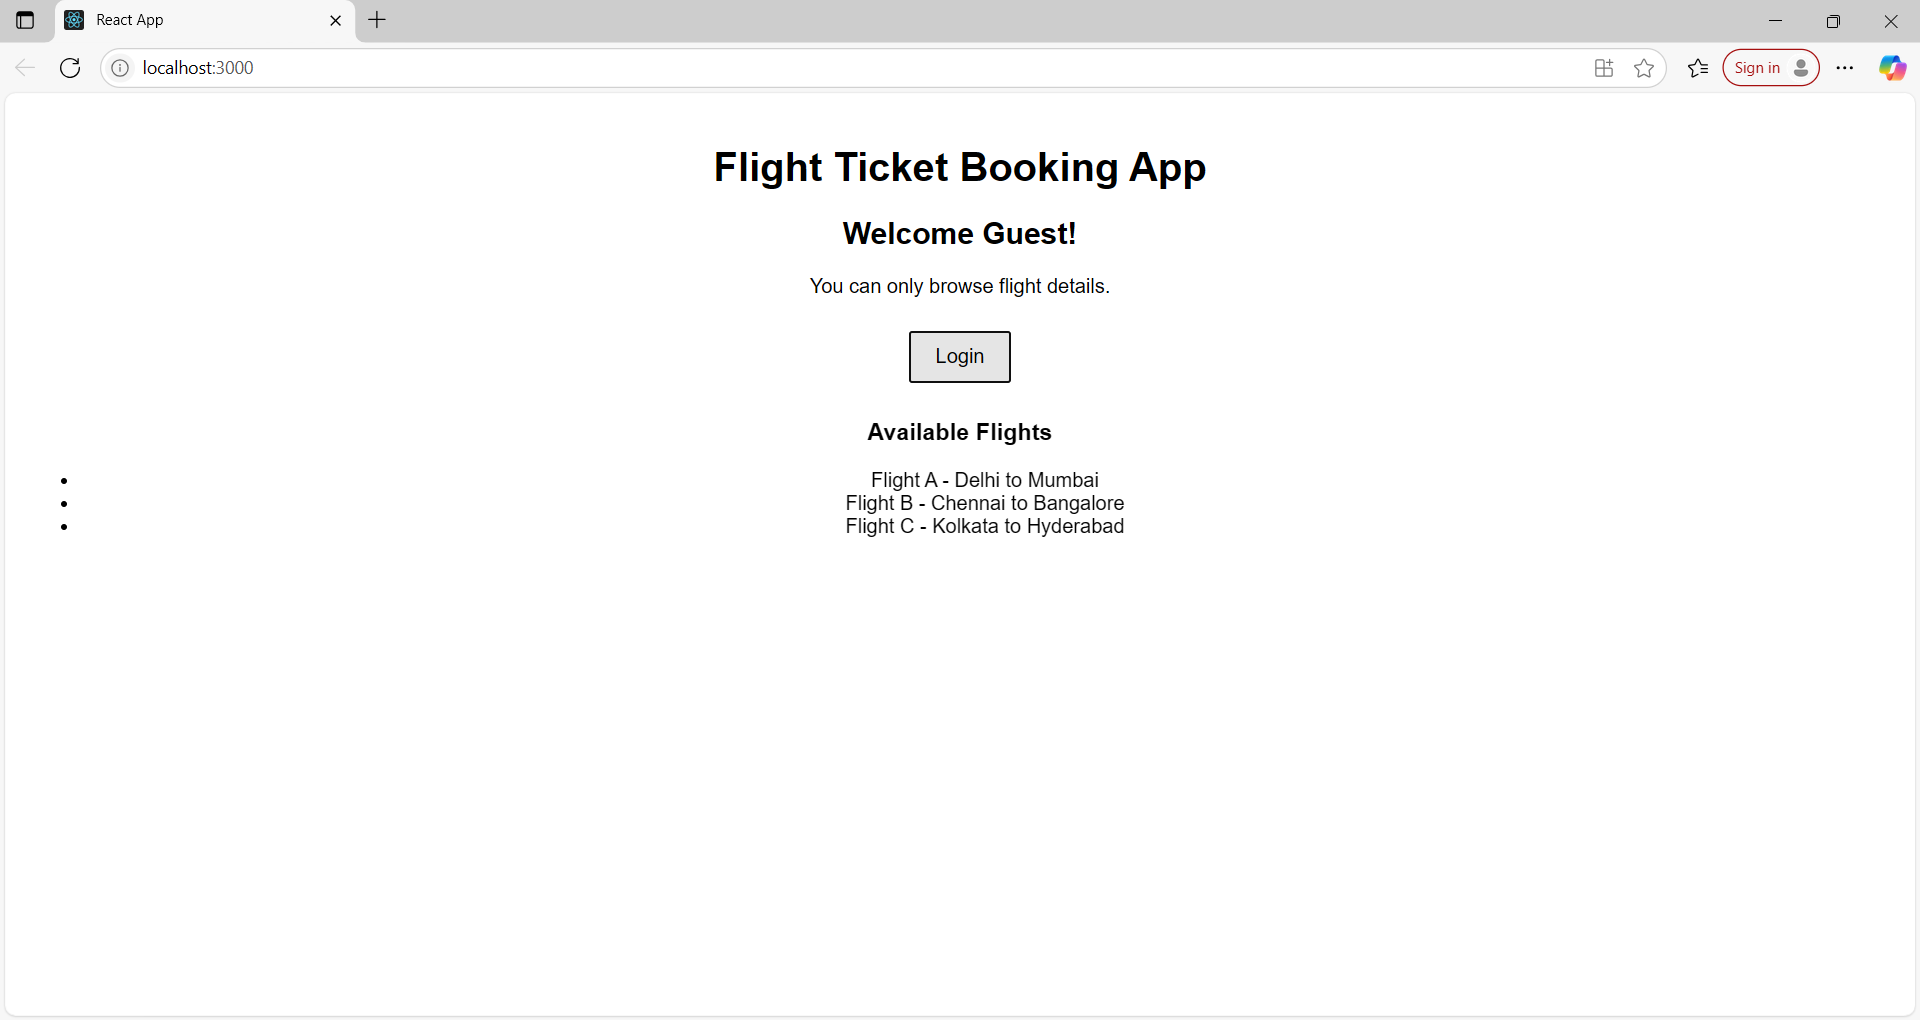 React App
localhost:3000
Sign in
Flight Ticket Booking App
Welcome Guest!
You can only browse flight details.
Login
Available Flights
Flight A - Delhi to Mumbai
Flight B - Chennai to Bangalore
Flight C - Kolkata to Hyderabad